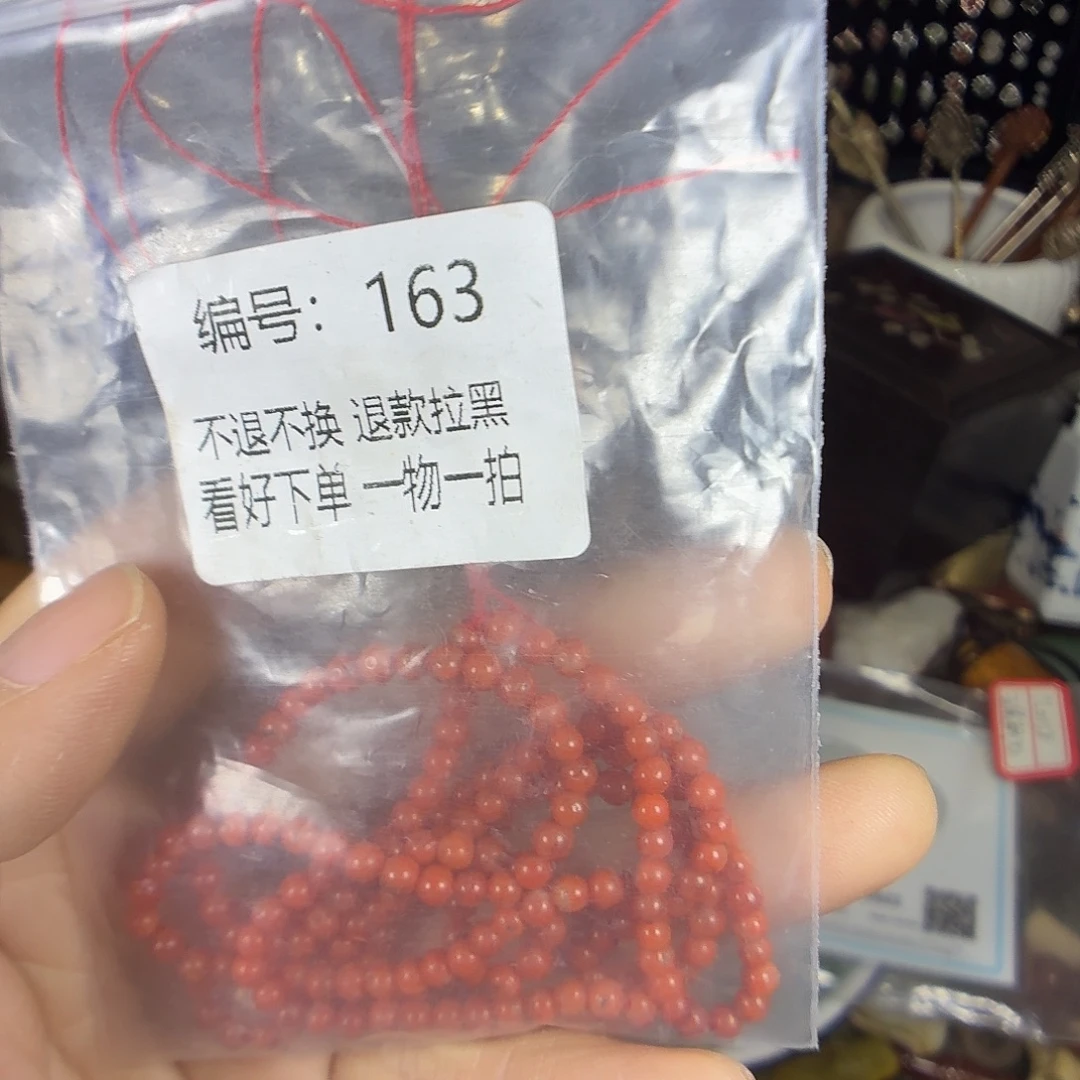 编号：163
不退不换 退款拉黑
看好下单 一物一拍